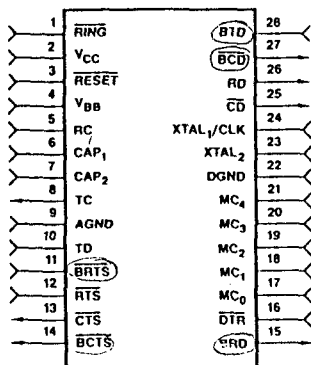 1 RING BTD 28
2 VCC BCD 27
3 RESET RD 26
4 VBB CD 25
5 RC XTAL1/CLK 24
6 CAP1 XTAL2 23
7 CAP2 DGND 22
8 TC MC4 21
9 AGND MC3 20
10 TD MC2 19
11 BRTS MC1 18
12 RTS MC0 17
13 CTS DTR 16
14 BCTS BRD 15